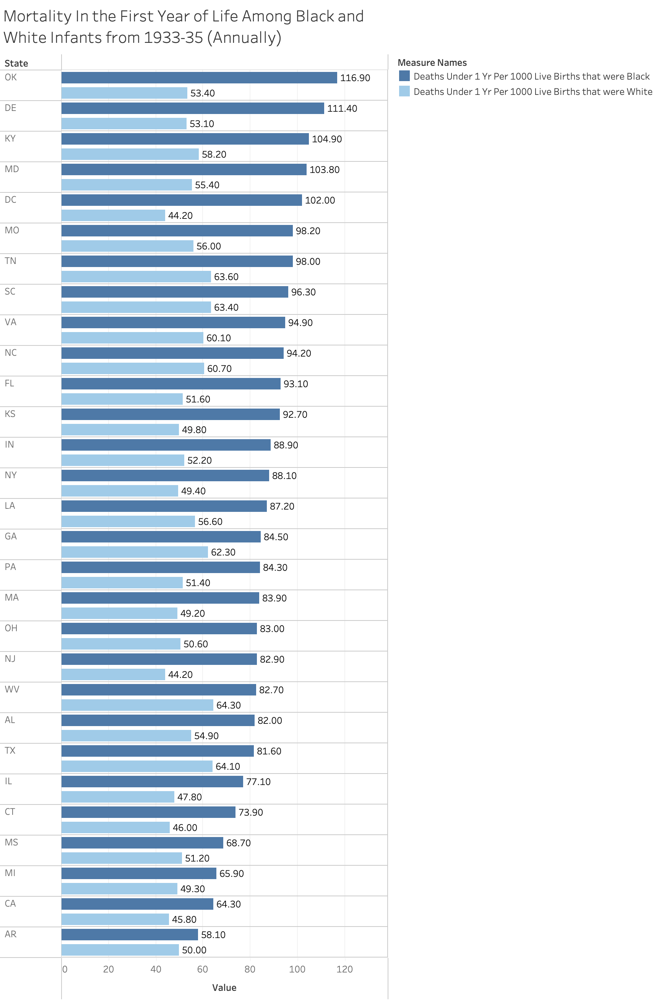 Mortality In the First Year of Life Among Black and
White Infants from 1933-35 (Annually)
State
Measure Names
Deaths Under 1 Yr Per 1000 Live Births that were Black
Deaths Under 1 Yr Per 1000 Live Births that were White
OK
116.90
53.40
DE
111.40
53.10
KY
104.90
58.20
MD
103.80
55.40
DC
102.00
44.20
MO
98.20
56.00
TN
98.00
63.60
SC
96.30
63.40
VA
94.90
60.10
NC
94.20
60.70
FL
93.10
51.60
KS
92.70
49.80
IN
88.90
52.20
NY
88.10
49.40
LA
87.20
56.60
GA
84.50
62.30
PA
84.30
51.40
MA
83.90
49.20
OH
83.00
50.60
NJ
82.90
44.20
WV
82.70
64.30
AL
82.00
54.90
TX
81.60
64.10
IL
77.10
47.80
CT
73.90
46.00
MS
68.70
51.20
MI
65.90
49.30
CA
64.30
45.80
AR
58.10
50.00
0 20 40 60 80 100 120
Value